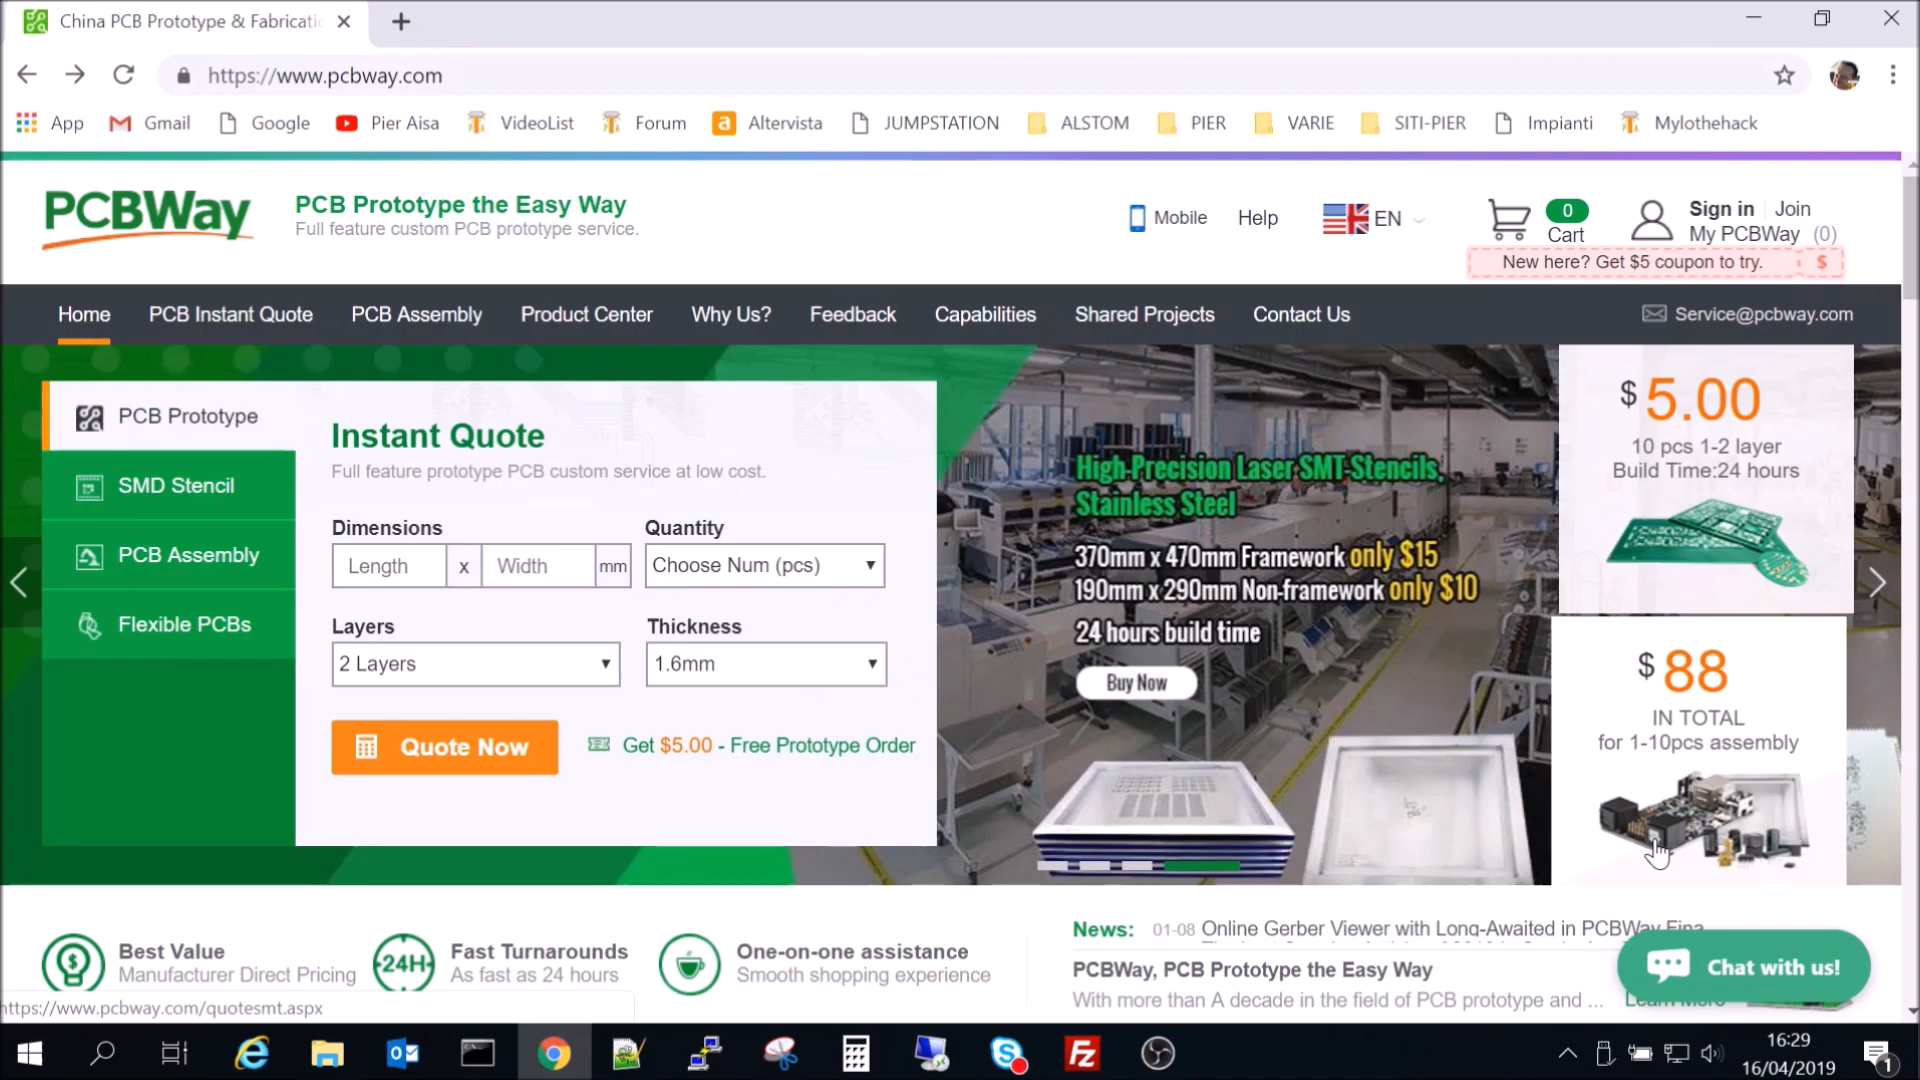 China PCB Prototype & Fabricatio
https://www.pcbway.com
App Gmail Google Pier Aisa VideoList Forum Altervista JUMPSTATION ALSTOM PIER VARIE SITI-PIER Impianti Mylothehack
PCBWay
PCB Prototype the Easy Way
Full feature custom PCB prototype service.
Mobile Help EN
0
Cart
Sign in Join
My PCBWay (0)
New here? Get $5 coupon to try. $
Home PCB Instant Quote PCB Assembly Product Center Why Us? Feedback Capabilities Shared Projects Contact Us Service@pcbway.com
PCB Prototype
SMD Stencil
PCB Assembly
Flexible PCBs
Instant Quote
Full feature prototype PCB custom service at low cost.
Dimensions Quantity
Length x Width mm Choose Num (pcs)
Layers Thickness
2 Layers 1.6mm
Quote Now Get $5.00 - Free Prototype Order
High-Precision Laser SMT-Stencils,
Stainless Steel
370mm x 470mm Framework only $15
190mm x 290mm Non-framework only $10
24 hours build time
Buy Now
$ 5.00
10 pcs 1-2 layer
Build Time:24 hours
$ 88
IN TOTAL
for 1-10pcs assembly
Best Value
Manufacturer Direct Pricing
24H
Fast Turnarounds
As fast as 24 hours
One-on-one assistance
Smooth shopping experience
News: 01-08 Online Gerber Viewer with Long-Awaited in PCBWay Fina
PCBWay, PCB Prototype the Easy Way
With more than A decade in the field of PCB prototype and ... Learn More
Chat with us!
https://www.pcbway.com/quotesmt.aspx
16:29
16/04/2019
1